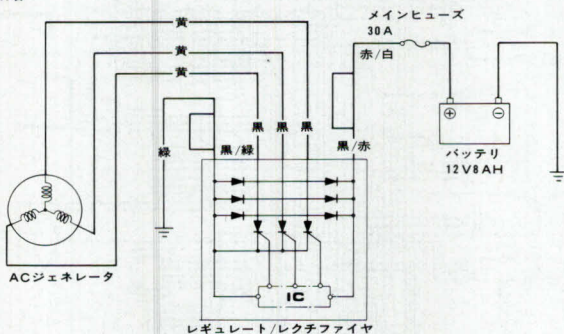 黄
黄
黄
メインヒューズ
30A
赤/白
黒
黒
黒
緑
黒/緑
黒/赤
⊕
⊖
バッテリ
12V8AH
ACジェネレータ
IC
レギュレート/レクチファイヤ